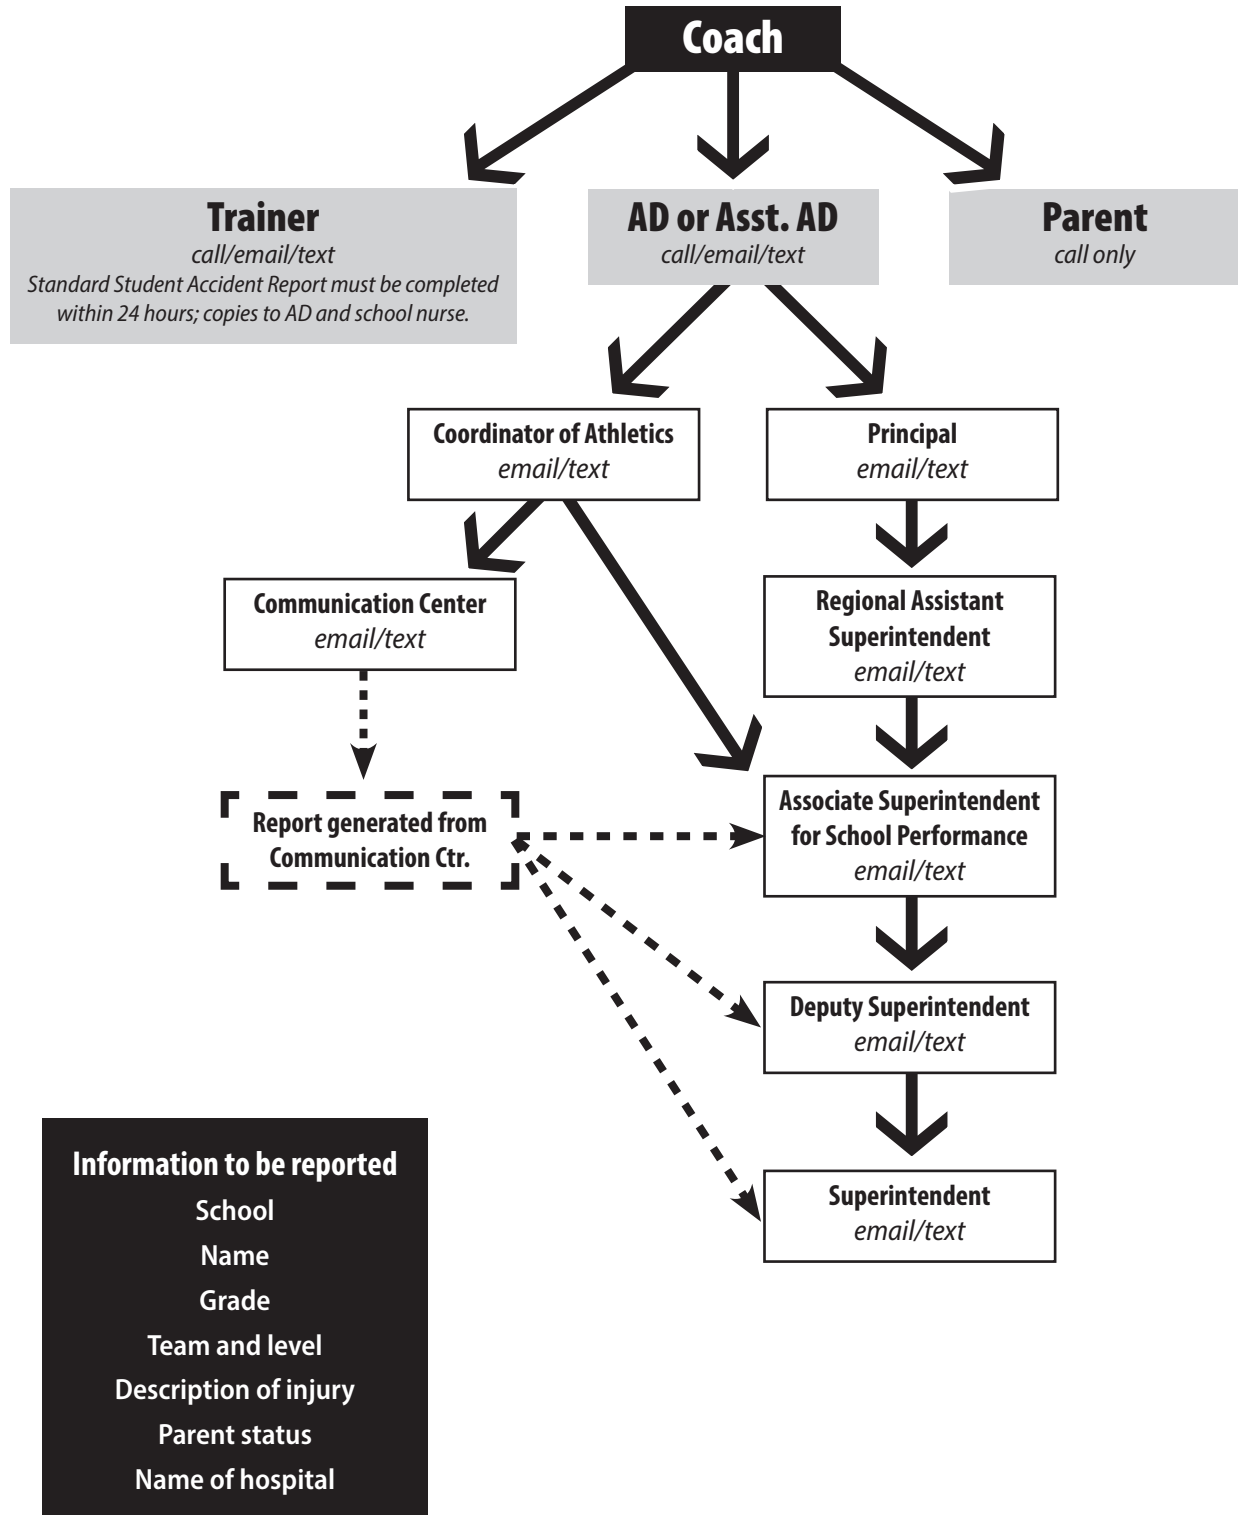 Coach
Trainer
call/email/text
Standard Student Accident Report must be completed
within 24 hours; copies to AD and school nurse.
AD or Asst. AD
call/email/text
Parent
call only
Coordinator of Athletics
email/text
Principal
email/text
Communication Center
email/text
Regional Assistant
Superintendent
email/text
Report generated from
Communication Ctr.
Associate Superintendent
for School Performance
email/text
Deputy Superintendent
email/text
Superintendent
email/text
Information to be reported
School
Name
Grade
Team and level
Description of injury
Parent status
Name of hospital